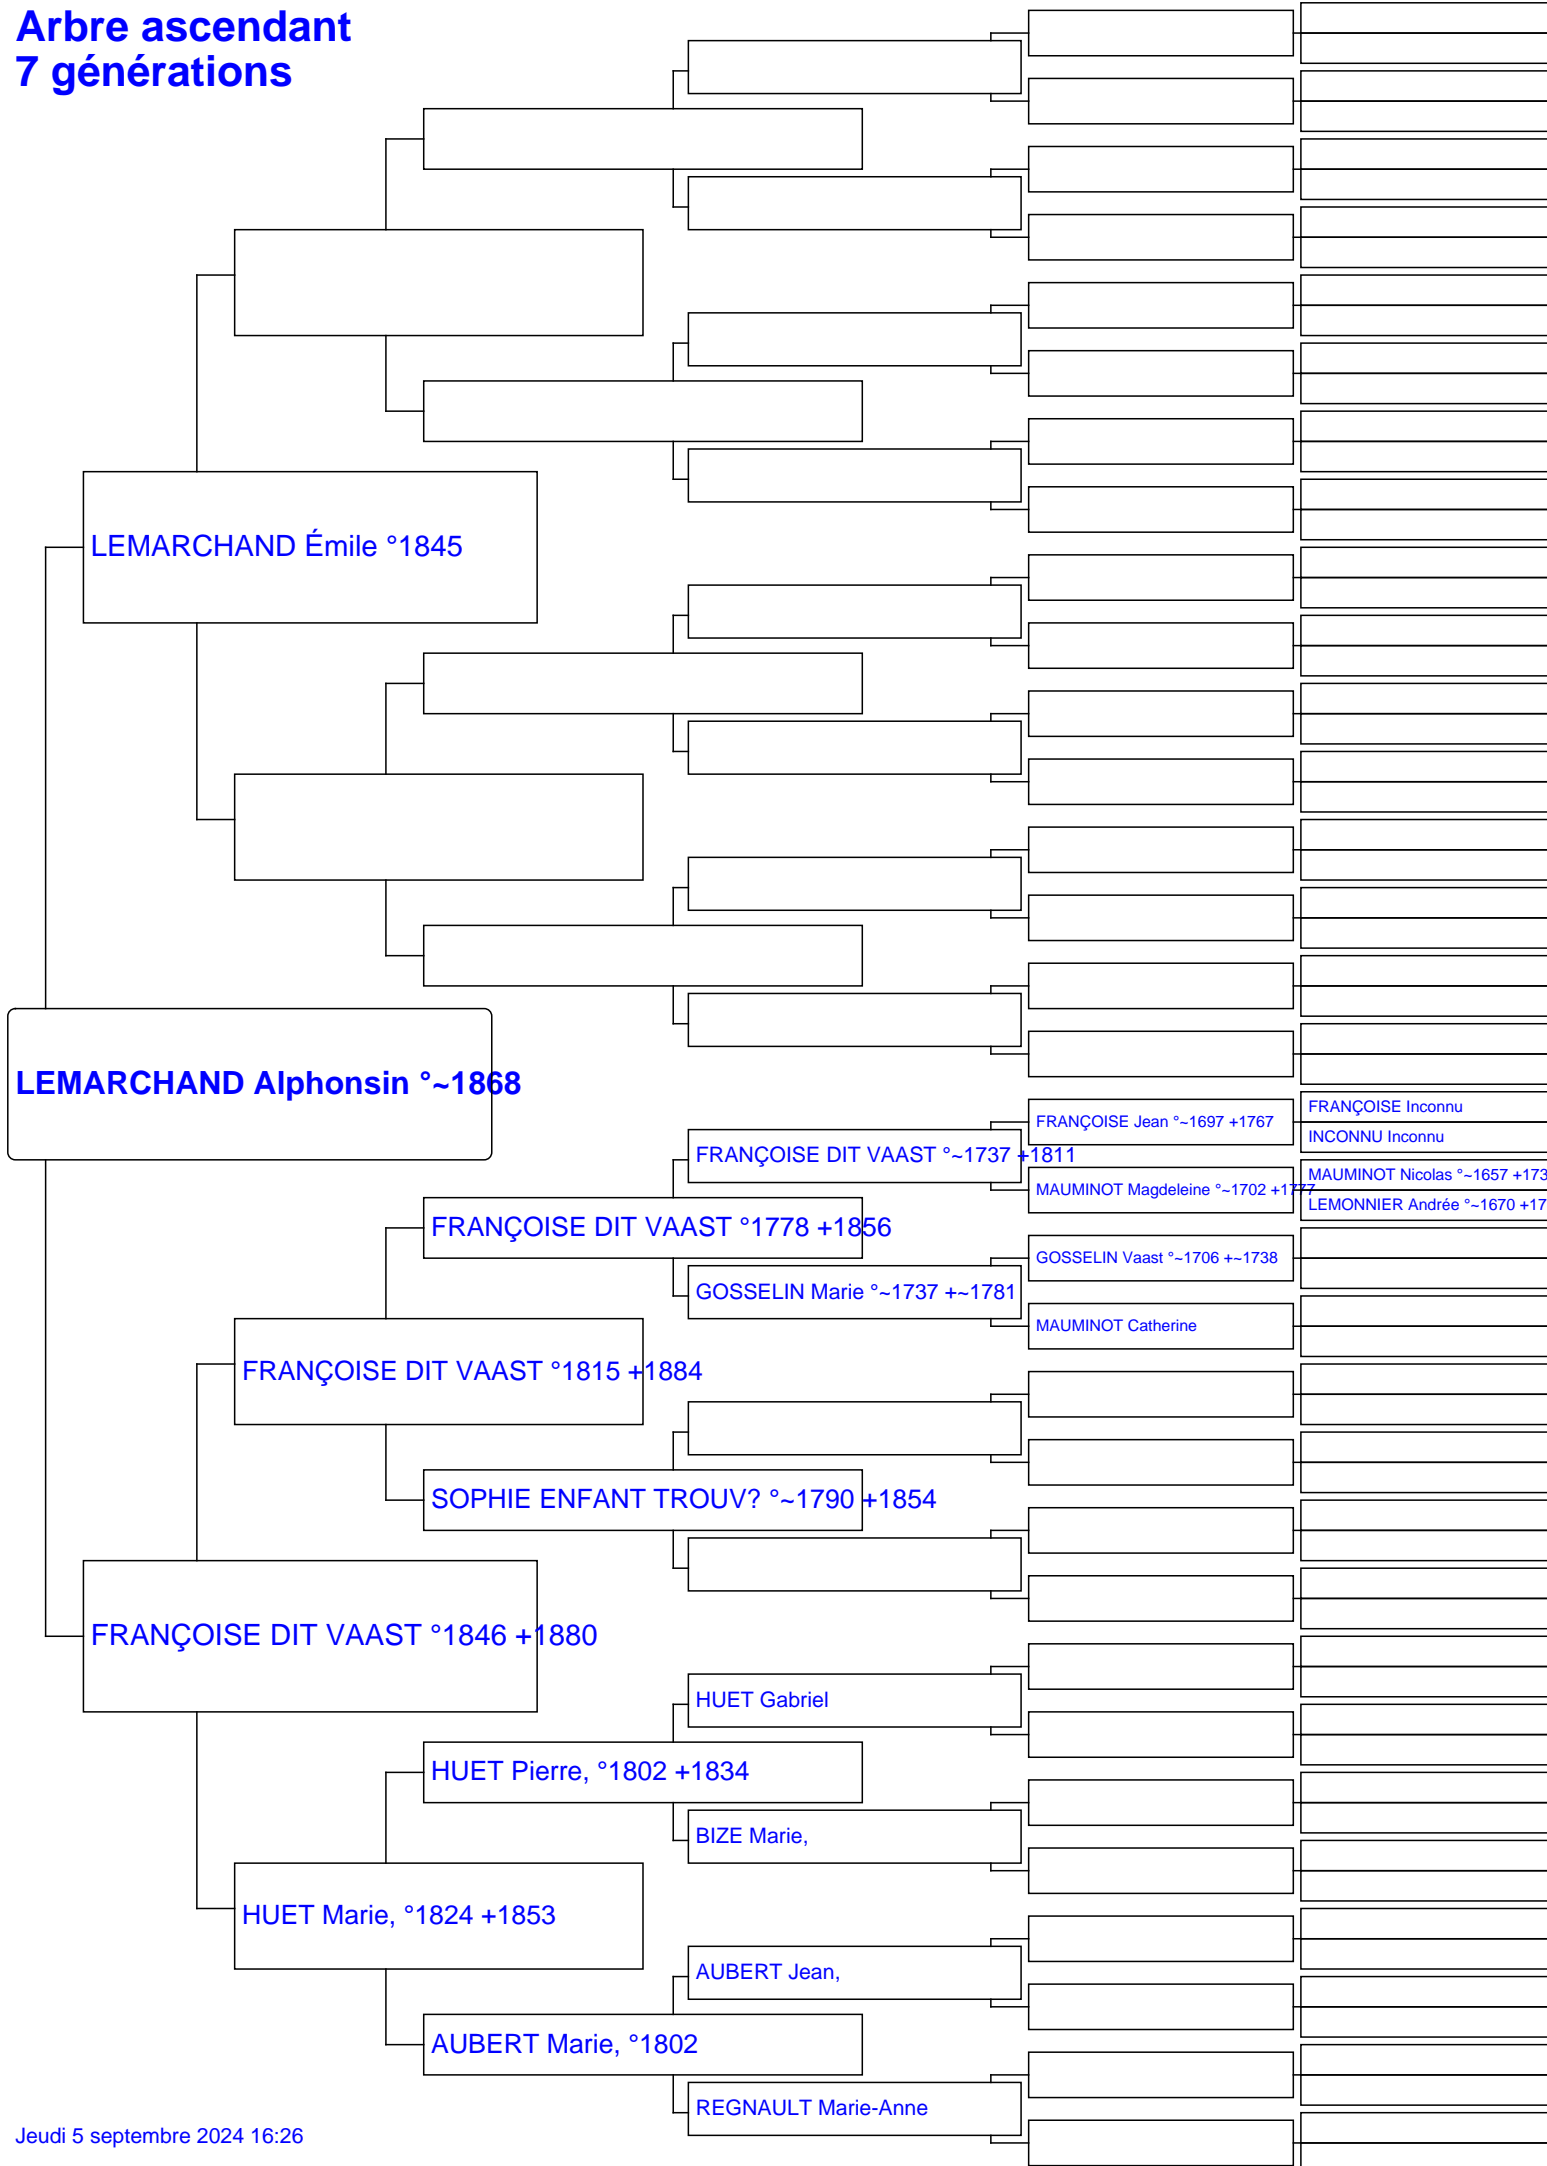 Arbre ascendant
7 générations
LEMARCHAND Émile °1845
LEMARCHAND Alphonsin °~1868
FRANÇOISE Jean °~1697 +1767
FRANÇOISE Inconnu
INCONNU Inconnu
FRANÇOISE DIT VAAST °~1737 +1811
MAUMINOT Magdeleine °~1702 +1777
MAUMINOT Nicolas °~1657 +173
LEMONNIER Andrée °~1670 +17
FRANÇOISE DIT VAAST °1778 +1856
GOSSELIN Vaast °~1706 +~1738
GOSSELIN Marie °~1737 +~1781
MAUMINOT Catherine
FRANÇOISE DIT VAAST °1815 +1884
SOPHIE ENFANT TROUV? °~1790 +1854
FRANÇOISE DIT VAAST °1846 +1880
HUET Gabriel
HUET Pierre, °1802 +1834
BIZE Marie,
HUET Marie, °1824 +1853
AUBERT Jean,
AUBERT Marie, °1802
REGNAULT Marie-Anne
Jeudi 5 septembre 2024 16:26